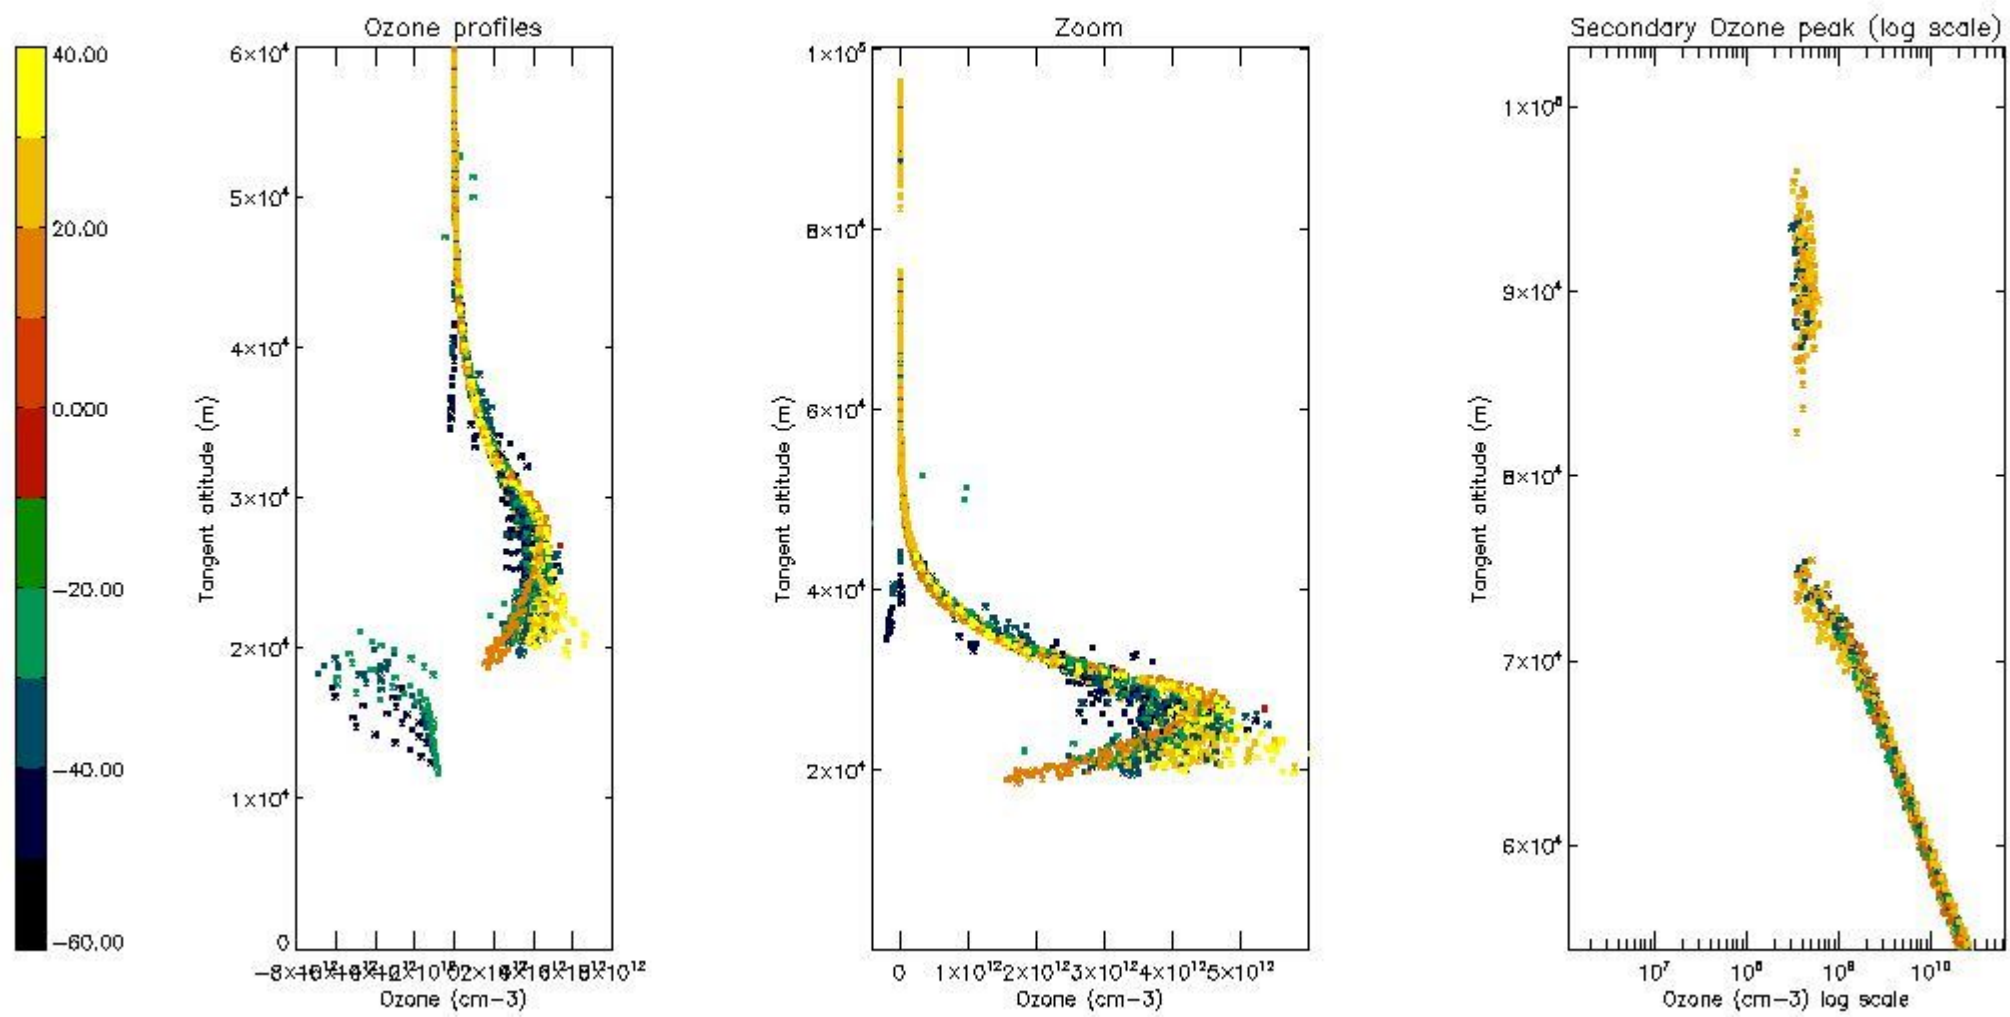 Ozone profiles
Zoom
Secondary Ozone peak (log scale)
40.00
20.00
0.000
−20.00
−40.00
−60.00
6×10⁴
5×10⁴
4×10⁴
3×10⁴
2×10⁴
1×10⁴
0
Tangent altitude (m)
Ozone (cm−3)
1×10⁵
8×10⁴
6×10⁴
4×10⁴
2×10⁴
Tangent altitude (m)
0 1×10¹² 2×10¹² 3×10¹² 4×10¹² 5×10¹²
Ozone (cm−3)
9×10⁴
8×10⁴
7×10⁴
6×10⁴
Tangent altitude (m)
10⁷ 10⁸ 10⁹ 10¹⁰
Ozone (cm−3) log scale